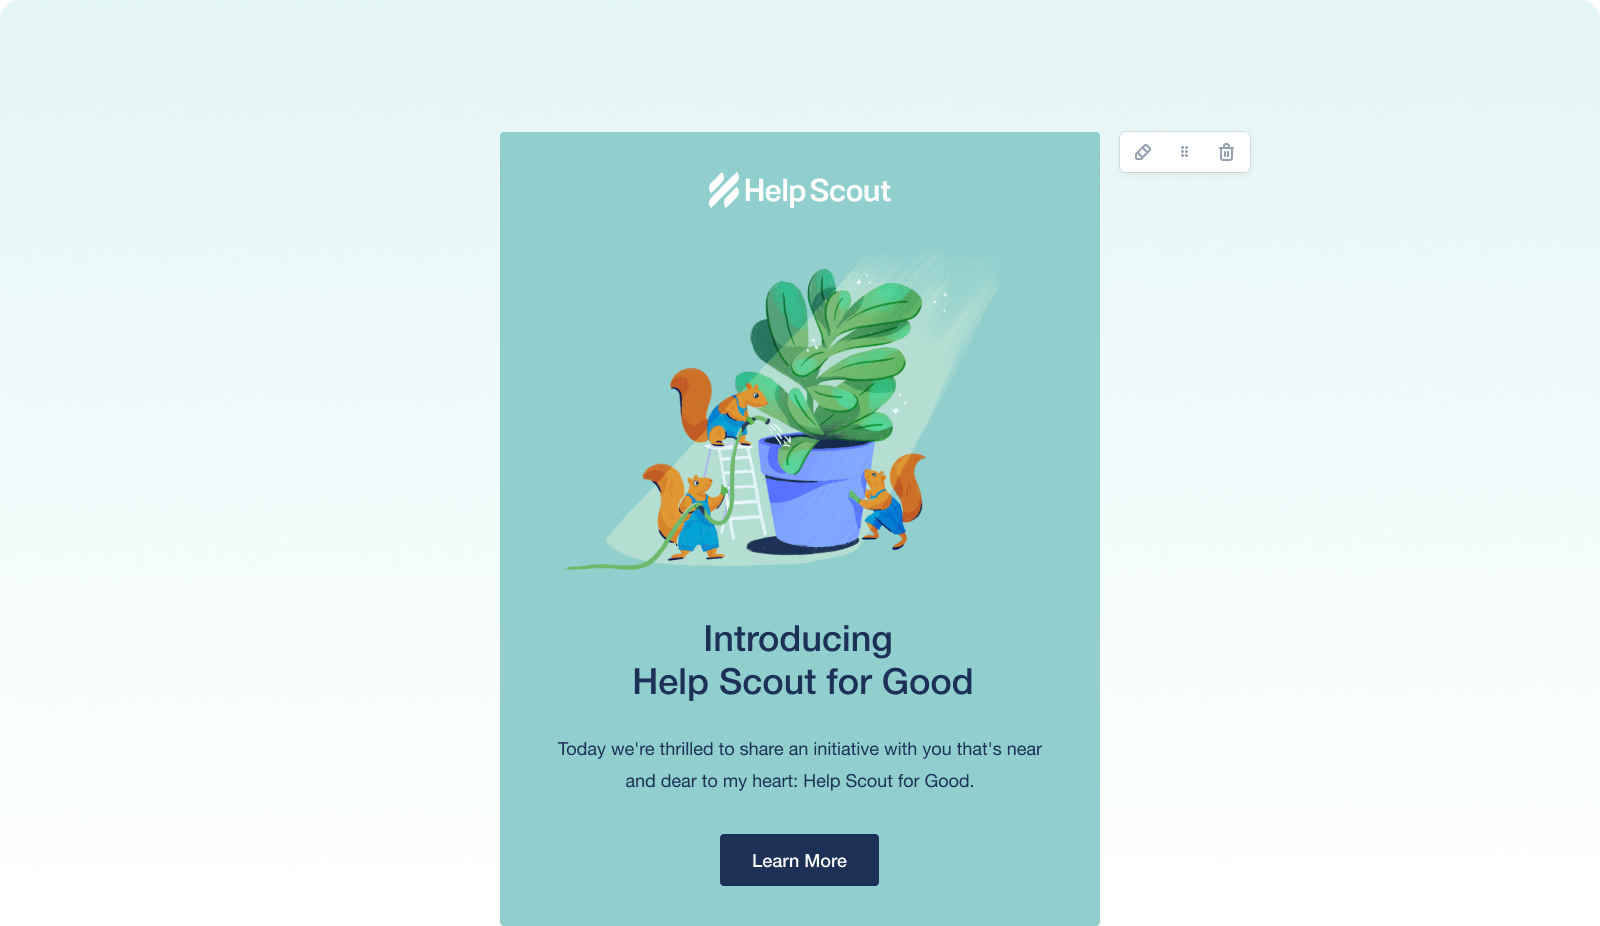 Help Scout
Introducing
Help Scout for Good
Today we're thrilled to share an initiative with you that's near
and dear to my heart: Help Scout for Good.
Learn More